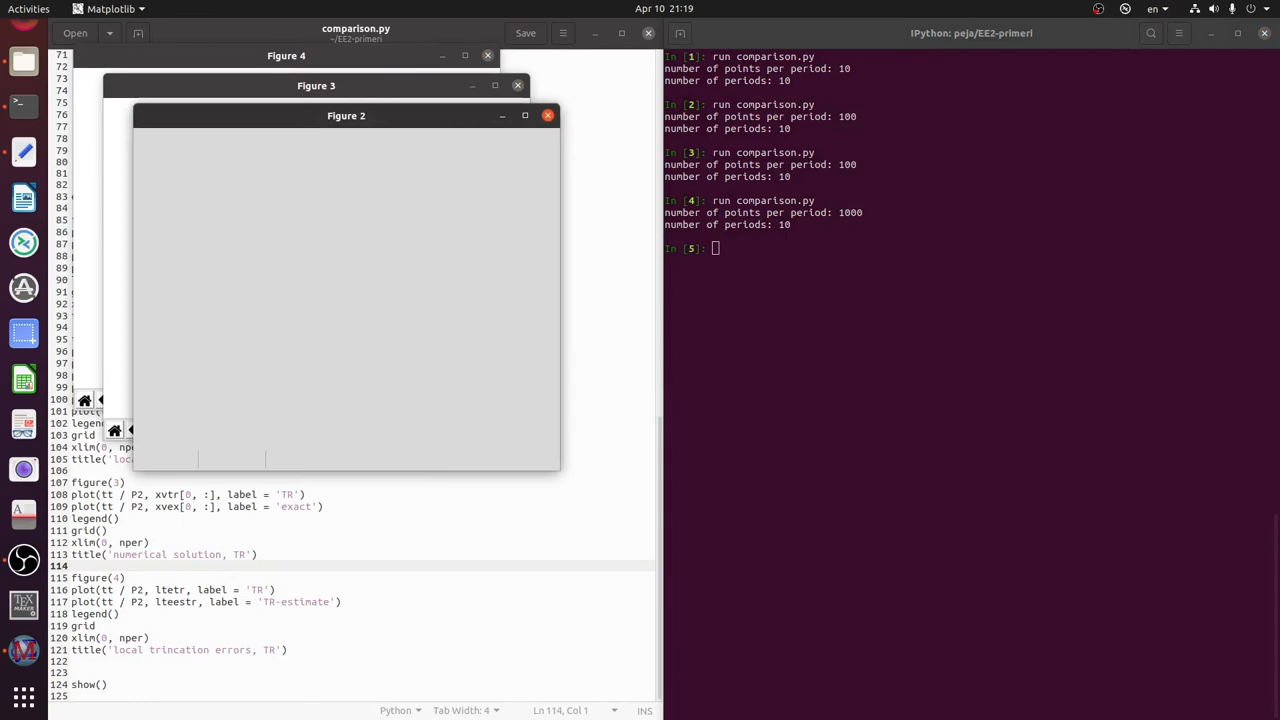 Activities
Matplotlib
Apr 10 21:19
en
Open
comparison.py
~/EE2-primeri
Save
IPython: peja/EE2-primeri
Figure 4
Figure 3
Figure 2
71
72
73
74
75
76
77
78
79
80
81
82
83
84
85
86
87
88
89
90
91
92
93
94
95
96
97
98
99
100
101 plot(
102 legend
103 grid
104 xlim(0, npe
105 title('loc
106
107 figure(3)
108 plot(tt / P2, xvtr[0, :], label = 'TR')
109 plot(tt / P2, xvex[0, :], label = 'exact')
110 legend()
111 grid()
112 xlim(0, nper)
113 title('numerical solution, TR')
114
115 figure(4)
116 plot(tt / P2, ltetr, label = 'TR')
117 plot(tt / P2, lteestr, label = 'TR-estimate')
118 legend()
119 grid
120 xlim(0, nper)
121 title('local trincation errors, TR')
122
123
124 show()
125
Python
Tab Width: 4
Ln 114, Col 1
INS
In [1]: run comparison.py
number of points per period: 10
number of periods: 10
In [2]: run comparison.py
number of points per period: 100
number of periods: 10
In [3]: run comparison.py
number of points per period: 100
number of periods: 10
In [4]: run comparison.py
number of points per period: 1000
number of periods: 10
In [5]: